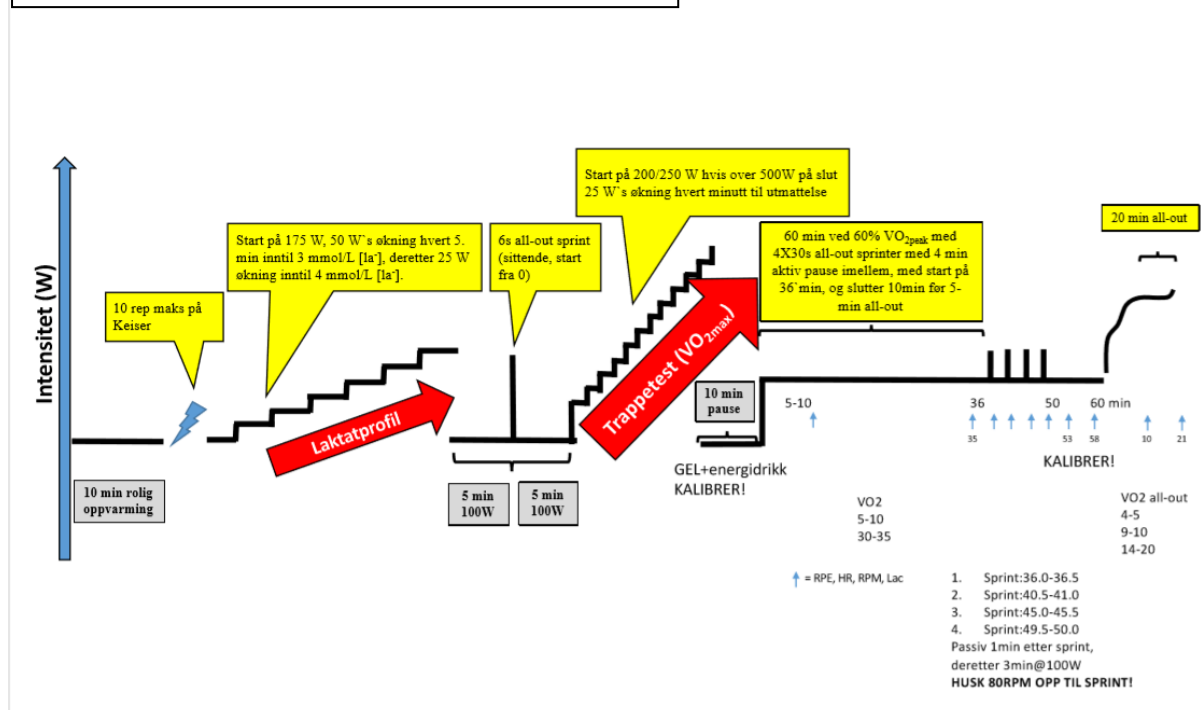 Intensitet (W)
10 min rolig
oppvarming
10 rep maks på
Keiser
Start på 175 W, 50 W`s økning hvert 5.
min inntil 3 mmol/L [la-], deretter 25 W
økning inntil 4 mmol/L [la-].
Laktatprofil
6s all-out sprint
(sittende, start
fra 0)
5 min
100W
5 min
100W
Start på 200/250 W hvis over 500W på slut
25 W`s økning hvert minutt til utmattelse
Trappetest (VO2max)
10 min
pause
GEL+energidrikk
KALIBRER!
60 min ved 60% VO2peak med
4X30s all-out sprinter med 4 min
aktiv pause imellem, med start på
36`min, og slutter 10min før 5-
min all-out
20 min all-out
5-10
36
50
60 min
35
53
58
10
21
KALIBRER!
VO2
5-10
30-35
VO2 all-out
4-5
9-10
14-20
= RPE, HR, RPM, Lac
1. Sprint:36.0-36.5
2. Sprint:40.5-41.0
3. Sprint:45.0-45.5
4. Sprint:49.5-50.0
Passiv 1min etter sprint,
deretter 3min@100W
HUSK 80RPM OPP TIL SPRINT!